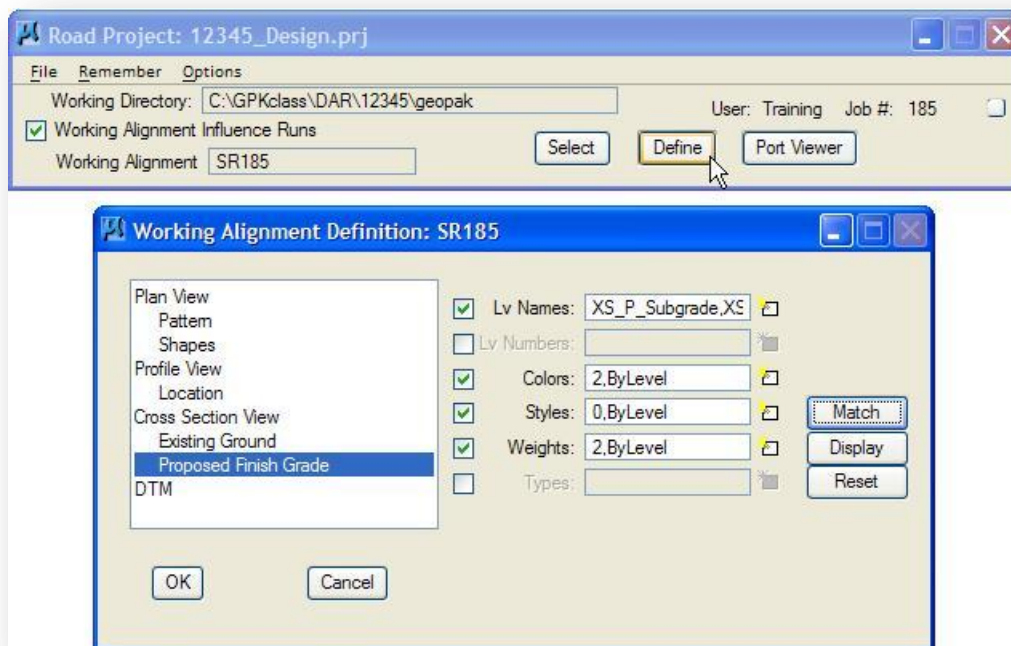 Road Project: 12345_Design.prj
File Remember Options
Working Directory: C:\GPKclass\DAR\12345\geopak
User: Training Job #: 185
Working Alignment Influence Runs
Working Alignment SR185
Select Define Port Viewer
Working Alignment Definition: SR185
Plan View
Pattern
Shapes
Profile View
Location
Cross Section View
Existing Ground
Proposed Finish Grade
DTM
Lv Names: XS_P_Subgrade,XS
Lv Numbers:
Colors: 2,ByLevel
Styles: 0,ByLevel
Weights: 2,ByLevel
Types:
Match
Display
Reset
OK Cancel